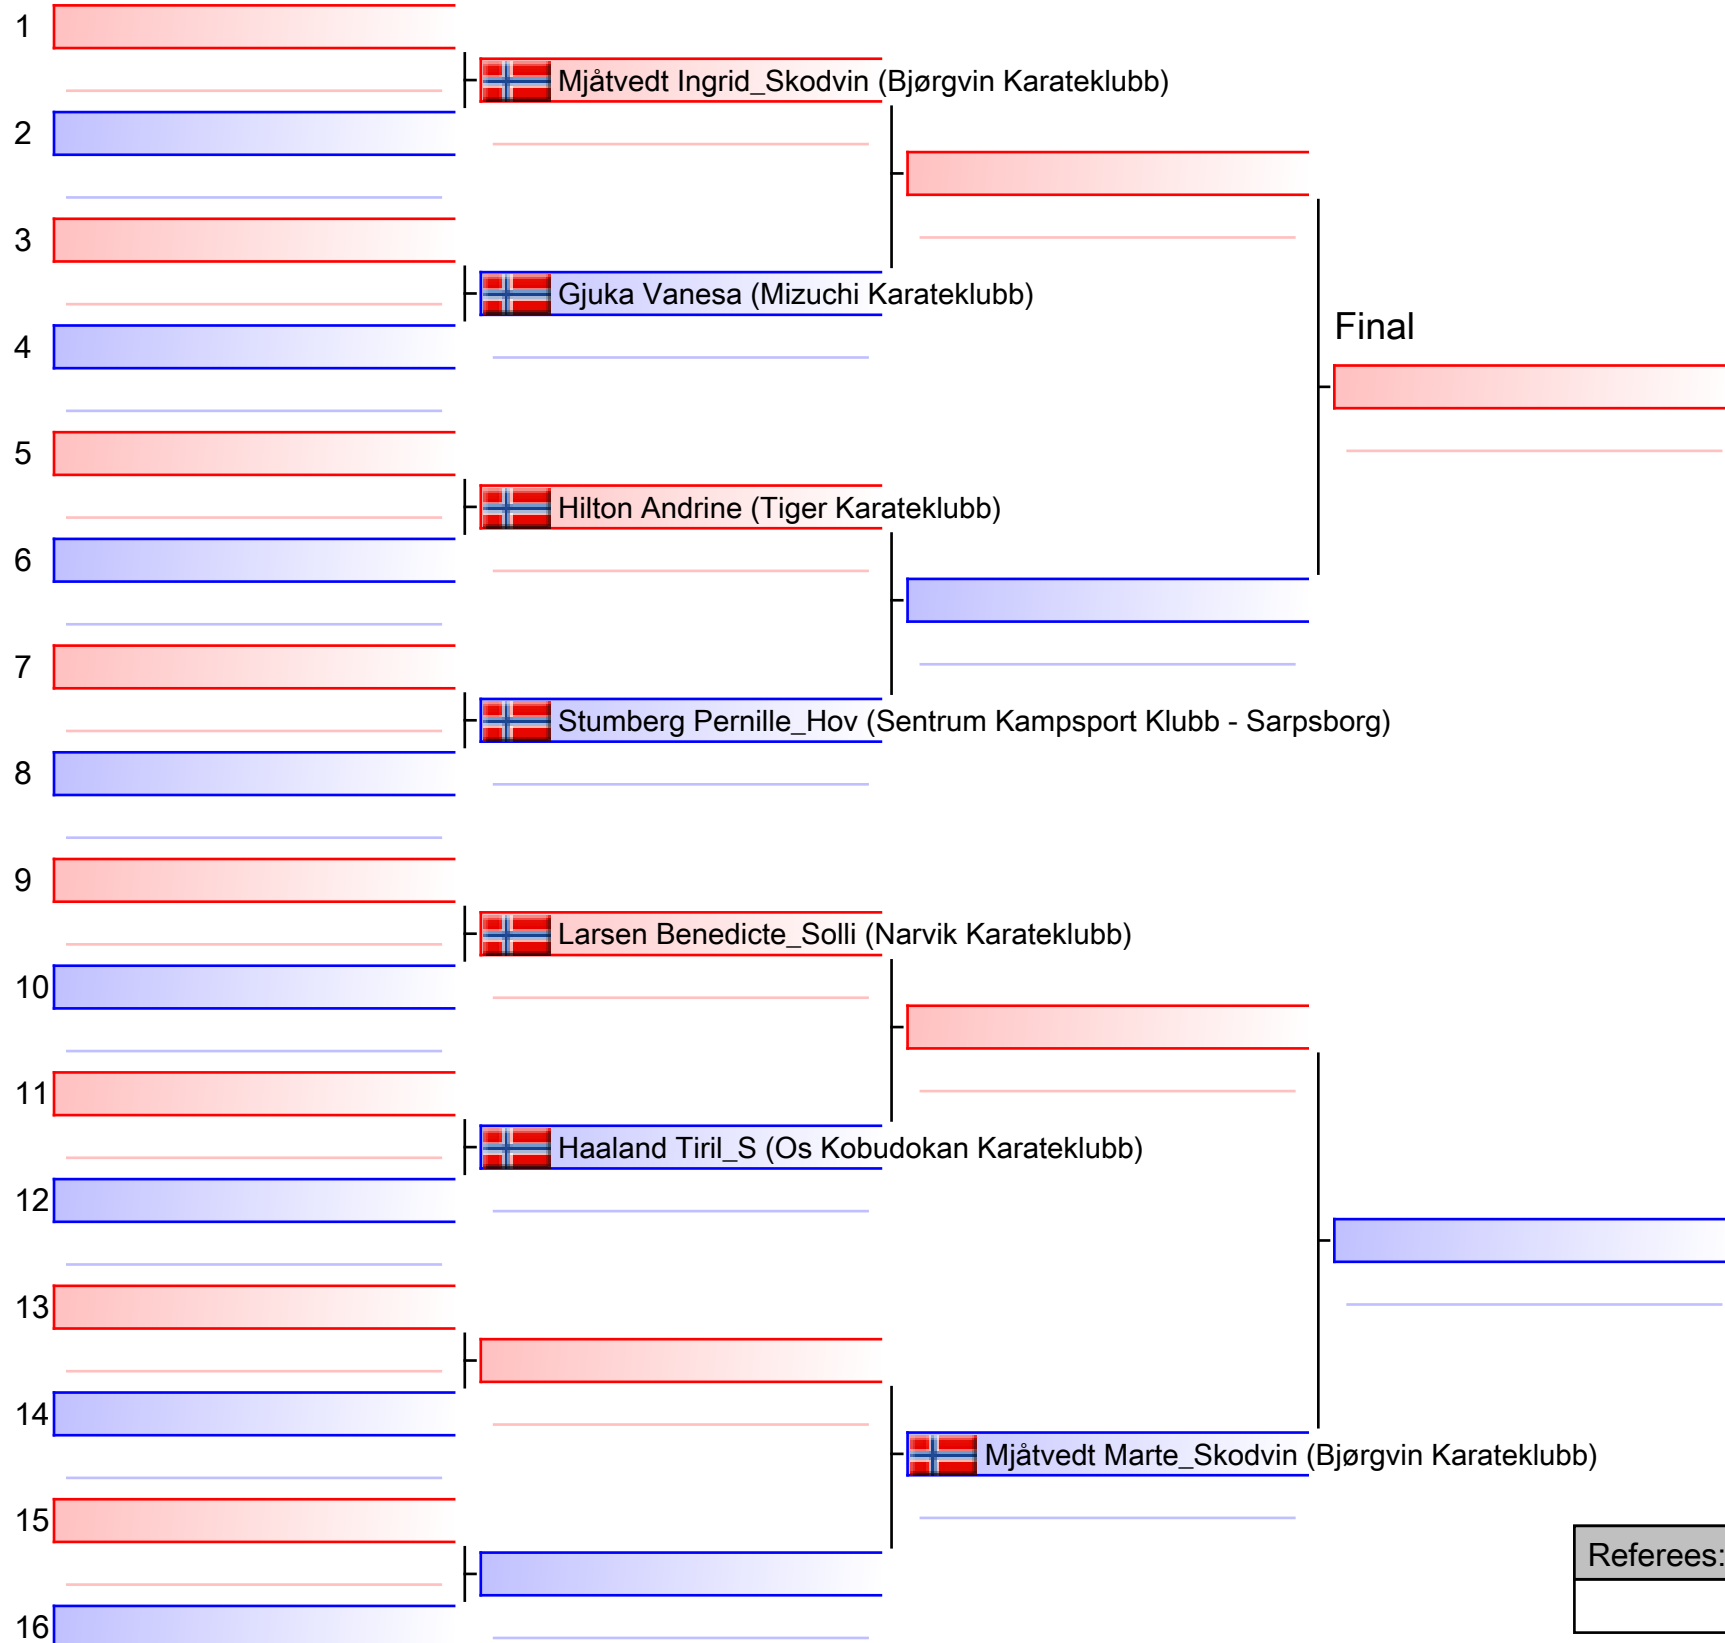 1
Mjåtvedt Ingrid_Skodvin (Bjørgvin Karateklubb)
2
3
Gjuka Vanesa (Mizuchi Karateklubb)
Final
4
5
Hilton Andrine (Tiger Karateklubb)
6
7
Stumberg Pernille_Hov (Sentrum Kampsport Klubb - Sarpsborg)
8
9
Larsen Benedicte_Solli (Narvik Karateklubb)
10
11
Haaland Tiril_S (Os Kobudokan Karateklubb)
12
13
14
Mjåtvedt Marte_Skodvin (Bjørgvin Karateklubb)
15
Referees:
16